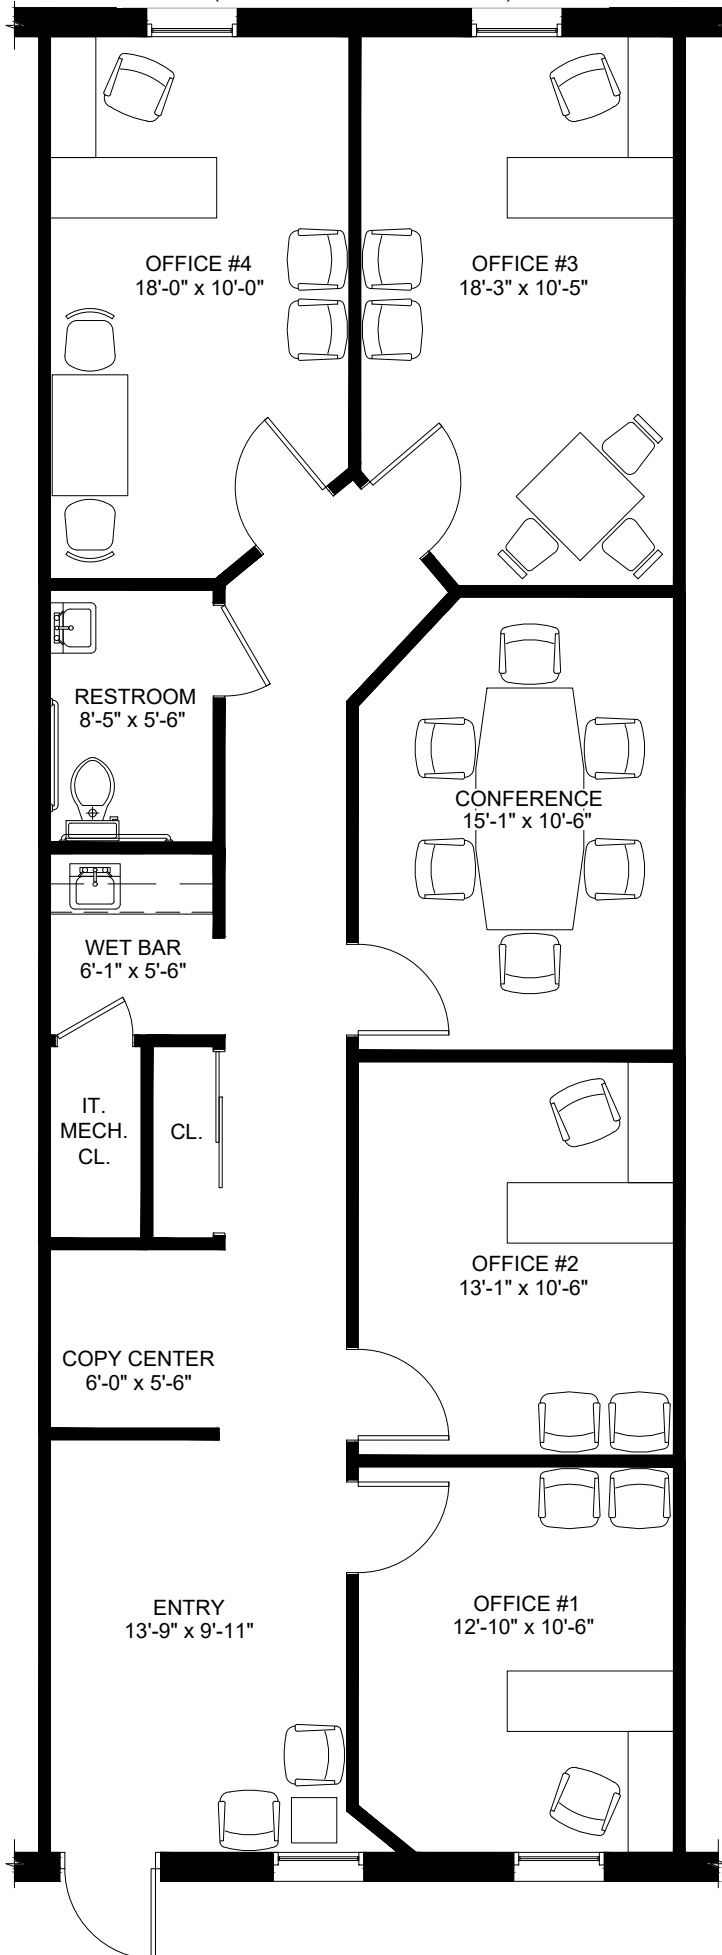 OFFICE #4
18'-0" x 10'-0"
OFFICE #3
18'-3" x 10'-5"
RESTROOM
8'-5" x 5'-6"
CONFERENCE
15'-1" x 10'-6"
WET BAR
6'-1" x 5'-6"
IT.
MECH.
CL.
CL.
OFFICE #2
13'-1" x 10'-6"
COPY CENTER
6'-0" x 5'-6"
ENTRY
13'-9" x 9'-11"
OFFICE #1
12'-10" x 10'-6"